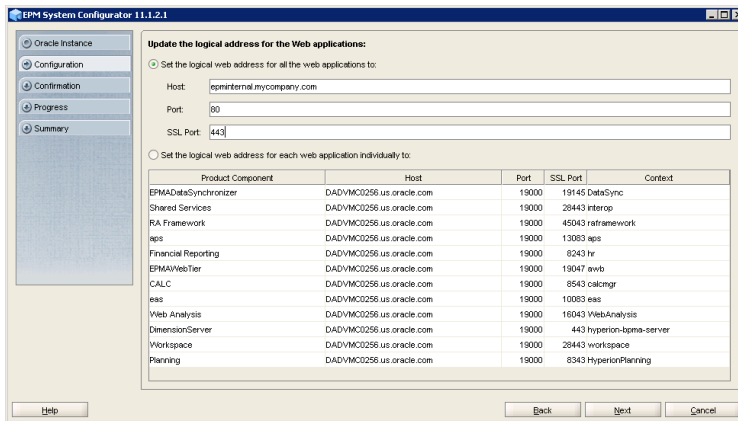 EPM System Configurator 11.1.2.1
Oracle Instance
Configuration
Confirmation
Progress
Summary
Update the logical address for the Web applications:
Set the logical web address for all the web applications to:
Host: epminternal.mycompany.com
Port: 80
SSL Port: 443
Set the logical web address for each web application individually to:
Product Component Host Port SSL Port Context
EPMADataSynchronizer DADVMC0256.us.oracle.com 19000 19145 DataSync
Shared Services DADVMC0256.us.oracle.com 19000 28443 interop
RA Framework DADVMC0256.us.oracle.com 19000 45043 raframework
aps DADVMC0256.us.oracle.com 19000 13083 aps
Financial Reporting DADVMC0256.us.oracle.com 19000 8243 hr
EPMAWebTier DADVMC0256.us.oracle.com 19000 19047 awb
CALC DADVMC0256.us.oracle.com 19000 8543 calcmgr
eas DADVMC0256.us.oracle.com 19000 10083 eas
Web Analysis DADVMC0256.us.oracle.com 19000 16043 WebAnalysis
DimensionServer DADVMC0256.us.oracle.com 19000 443 hyperion-bpma-server
Workspace DADVMC0256.us.oracle.com 19000 28443 workspace
Planning DADVMC0256.us.oracle.com 19000 8343 HyperionPlanning
Help Back Next Cancel